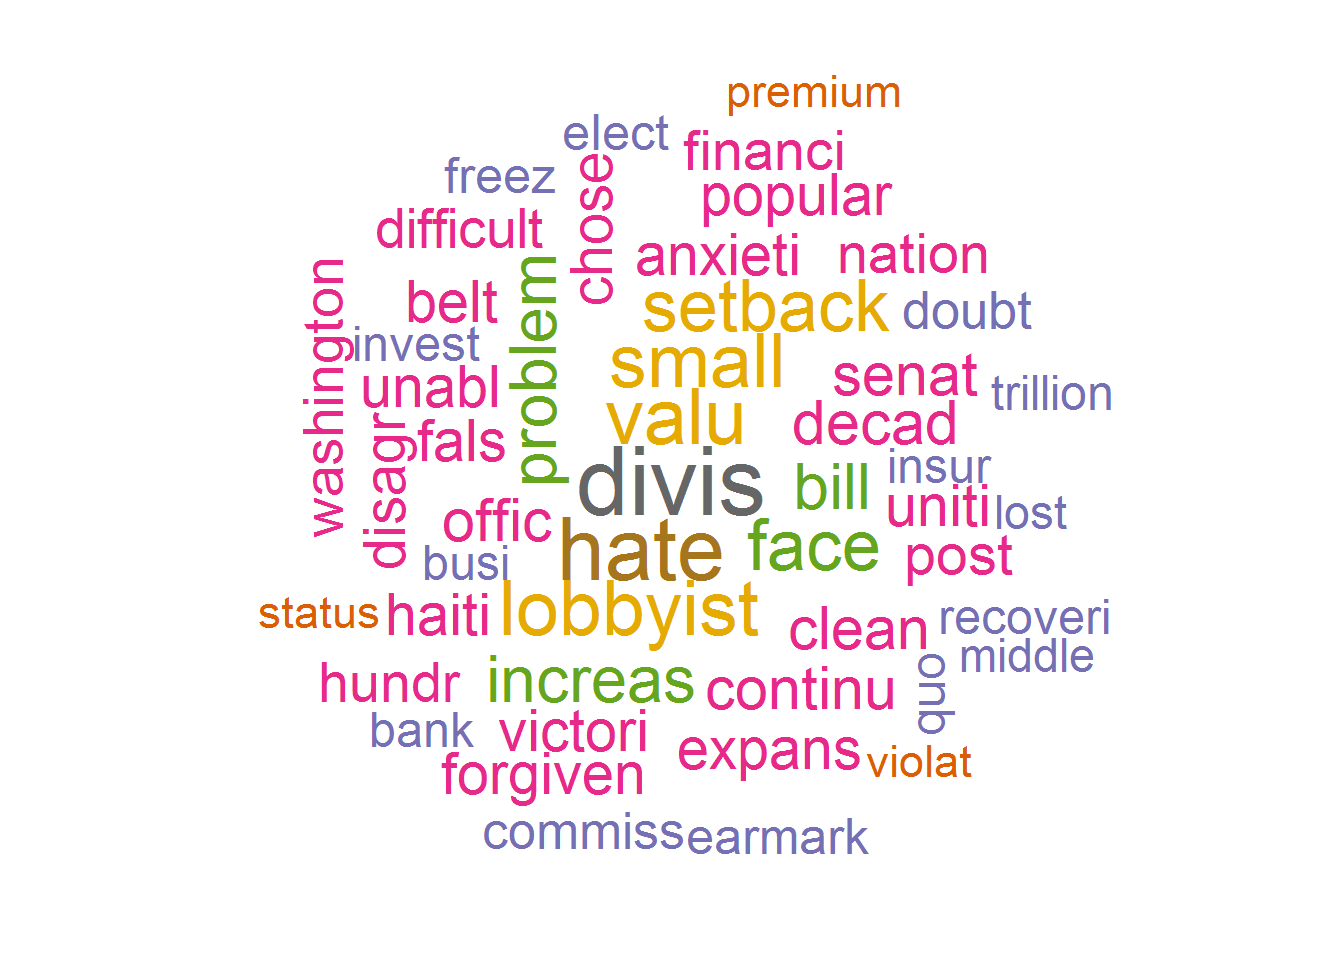 premium
elect
financi
freez
chose
popular
difficult
anxieti
nation
washington
belt
problem
setback
doubt
invest
small
senat
trillion
unabl
valu
decad
disagr
fals
divis
bill
insur
uniti
lost
offic
hate
face
post
busi
status
haiti
lobbyist
clean
recoveri
middle
hundr
increas
continu
quo
bank
victori
expans
violat
forgiven
commiss
earmark